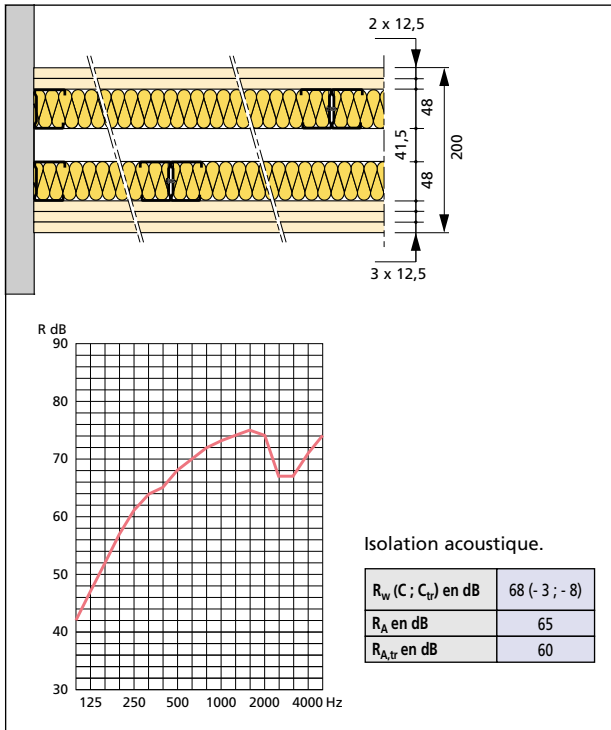 2 x 12,5
48
41,5
200
48
3 x 12,5
R dB
90
80
70
60
50
40
30
125 250 500 1000 2000 4000 Hz
Isolation acoustique.
Rw (C ; Ctr) en dB 68 (- 3 ; - 8)
RA en dB 65
RA,tr en dB 60